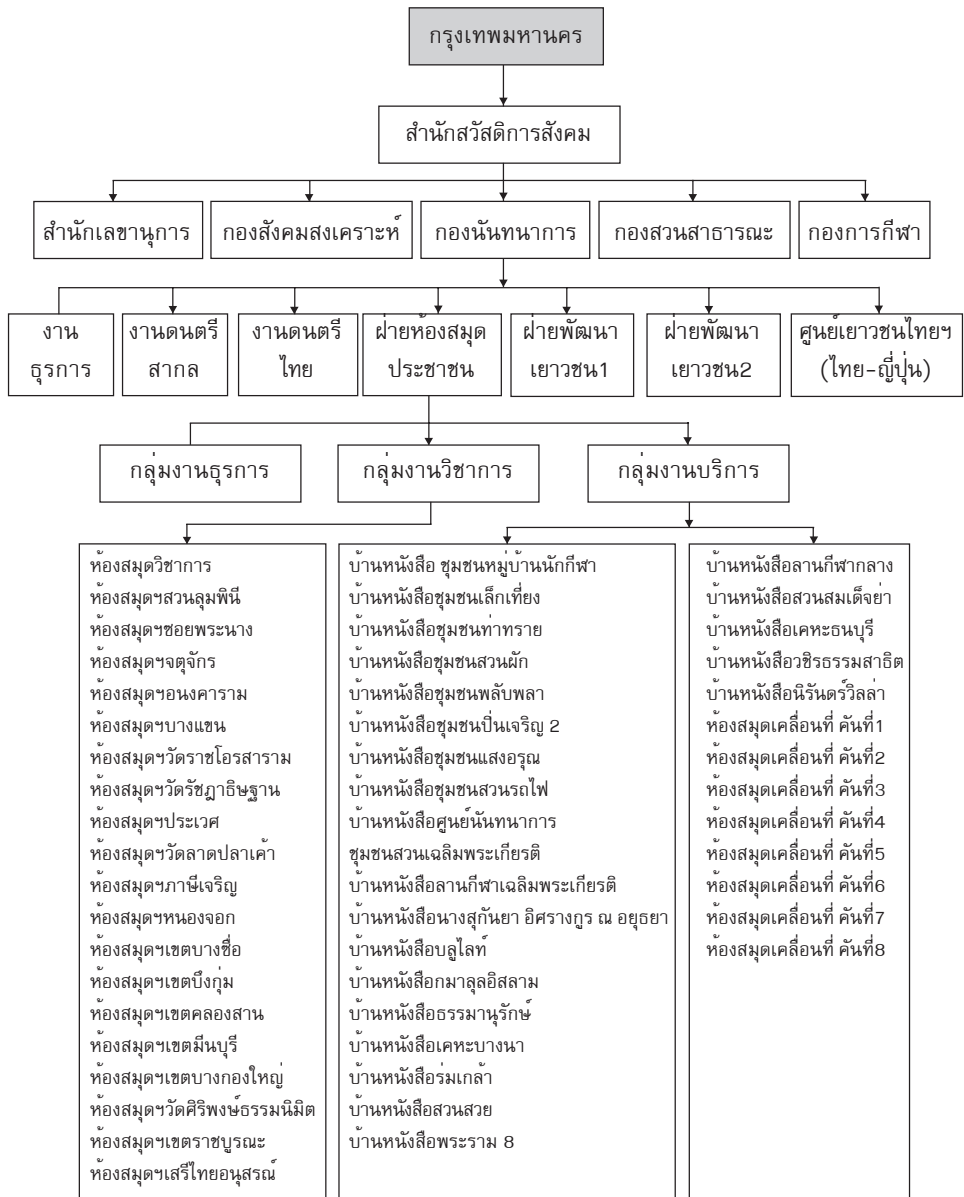 กรุงเทพมหานคร
สำนักสวัสดิการสังคม
สำนักเลขานุการ
กองสังคมสงเคราะห์
กองนันทนาการ
กองสวนสาธารณะ
กองการกีฬา
งาน
ธุรการ
งานดนตรี
สากล
งานดนตรี
ไทย
ฝ่ายห้องสมุด
ประชาชน
ฝ่ายพัฒนา
เยาวชน1
ฝ่ายพัฒนา
เยาวชน2
ศูนย์เยาวชนไทยฯ
(ไทย-ญี่ปุ่น)
กลุ่มงานธุรการ
กลุ่มงานวิชาการ
กลุ่มงานบริการ
ห้องสมุดวิชาการ
ห้องสมุดฯสวนลุมพินี
ห้องสมุดฯซอยพระนาง
ห้องสมุดฯจตุจักร
ห้องสมุดฯอนงคาราม
ห้องสมุดฯบางแขน
ห้องสมุดฯวัดราชโอรสาราม
ห้องสมุดฯวัดรัชฎาธิษฐาน
ห้องสมุดฯประเวศ
ห้องสมุดฯวัดลาดปลาเค้า
ห้องสมุดฯภาษีเจริญ
ห้องสมุดฯหนองจอก
ห้องสมุดฯเขตบางซื่อ
ห้องสมุดฯเขตบึงกุ่ม
ห้องสมุดฯเขตคลองสาน
ห้องสมุดฯเขตมีนบุรี
ห้องสมุดฯเขตบางกองใหญ่
ห้องสมุดฯวัดศิริพงษ์ธรรมนิมิต
ห้องสมุดฯเขตราชบูรณะ
ห้องสมุดฯเสรีไทยอนุสรณ์
บ้านหนังสือ ชุมชนหมู่บ้านนักกีฬา
บ้านหนังสือชุมชนเล็กเที่ยง
บ้านหนังสือชุมชนท่าทราย
บ้านหนังสือชุมชนสวนผัก
บ้านหนังสือชุมชนพลับพลา
บ้านหนังสือชุมชนปิ่นเจริญ 2
บ้านหนังสือชุมชนแสงอรุณ
บ้านหนังสือชุมชนสวนรถไฟ
บ้านหนังสือศูนย์นันทนาการ
ชุมชนสวนเฉลิมพระเกียรติ
บ้านหนังสือลานกีฬาเฉลิมพระเกียรติ
บ้านหนังสือนางสุกันยา อิศรางกูร ณ อยุธยา
บ้านหนังสือบลูไลท์
บ้านหนังสือกมาลุลอิสลาม
บ้านหนังสือธรรมานุรักษ์
บ้านหนังสือเคหะบางนา
บ้านหนังสือร่มเกล้า
บ้านหนังสือสวนสวย
บ้านหนังสือพระราม 8
บ้านหนังสือลานกีฬากลาง
บ้านหนังสือสวนสมเด็จย่า
บ้านหนังสือเคหะธนบุรี
บ้านหนังสือวชิรธรรมสาธิต
บ้านหนังสือนิรันดร์วิลล่า
ห้องสมุดเคลื่อนที่ คันที่1
ห้องสมุดเคลื่อนที่ คันที่2
ห้องสมุดเคลื่อนที่ คันที่3
ห้องสมุดเคลื่อนที่ คันที่4
ห้องสมุดเคลื่อนที่ คันที่5
ห้องสมุดเคลื่อนที่ คันที่6
ห้องสมุดเคลื่อนที่ คันที่7
ห้องสมุดเคลื่อนที่ คันที่8